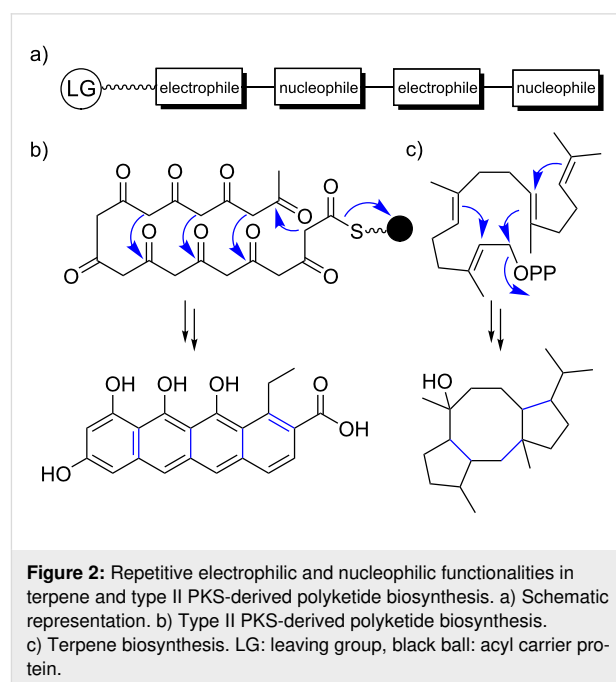 a)
LG electrophile nucleophile electrophile nucleophile
b)
c)
O O O O
O S
O O O O
O O
OPP
OH OH OH O
OH
HO
HO
Figure 2: Repetitive electrophilic and nucleophilic functionalities in
terpene and type II PKS-derived polyketide biosynthesis. a) Schematic
representation. b) Type II PKS-derived polyketide biosynthesis.
c) Terpene biosynthesis. LG: leaving group, black ball: acyl carrier pro-
tein.